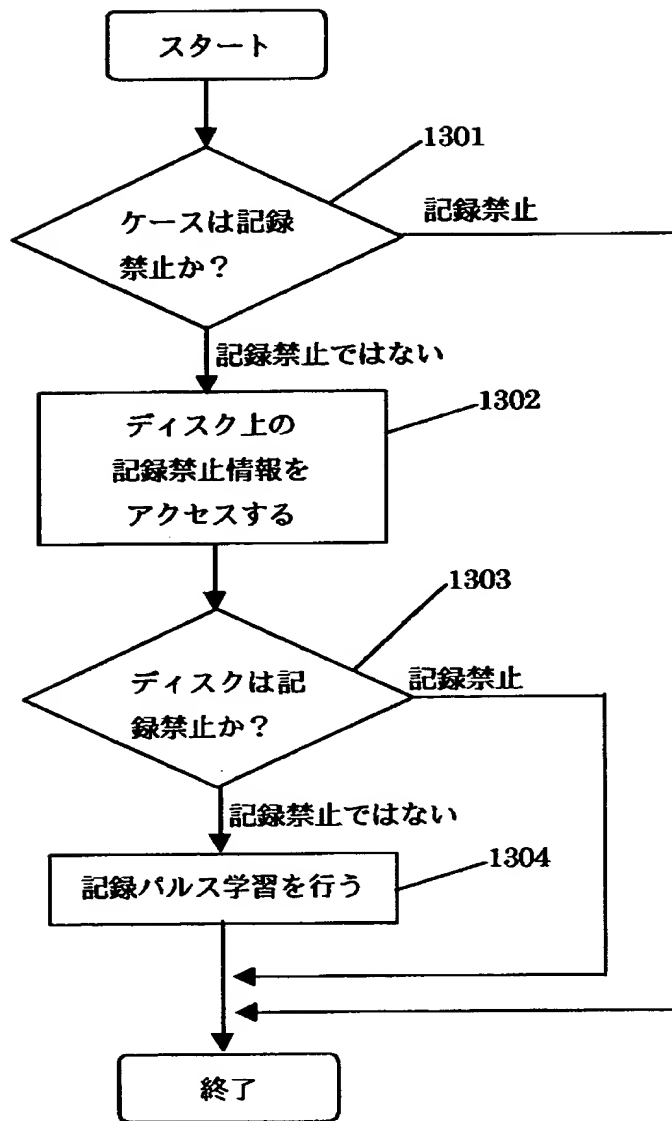 スタート
1301
ケースは記録
禁止か？
記録禁止
記録禁止ではない
1302
ディスク上の
記録禁止情報を
アクセスする
1303
ディスクは記
録禁止か？
記録禁止
記録禁止ではない
1304
記録パルス学習を行う
終了